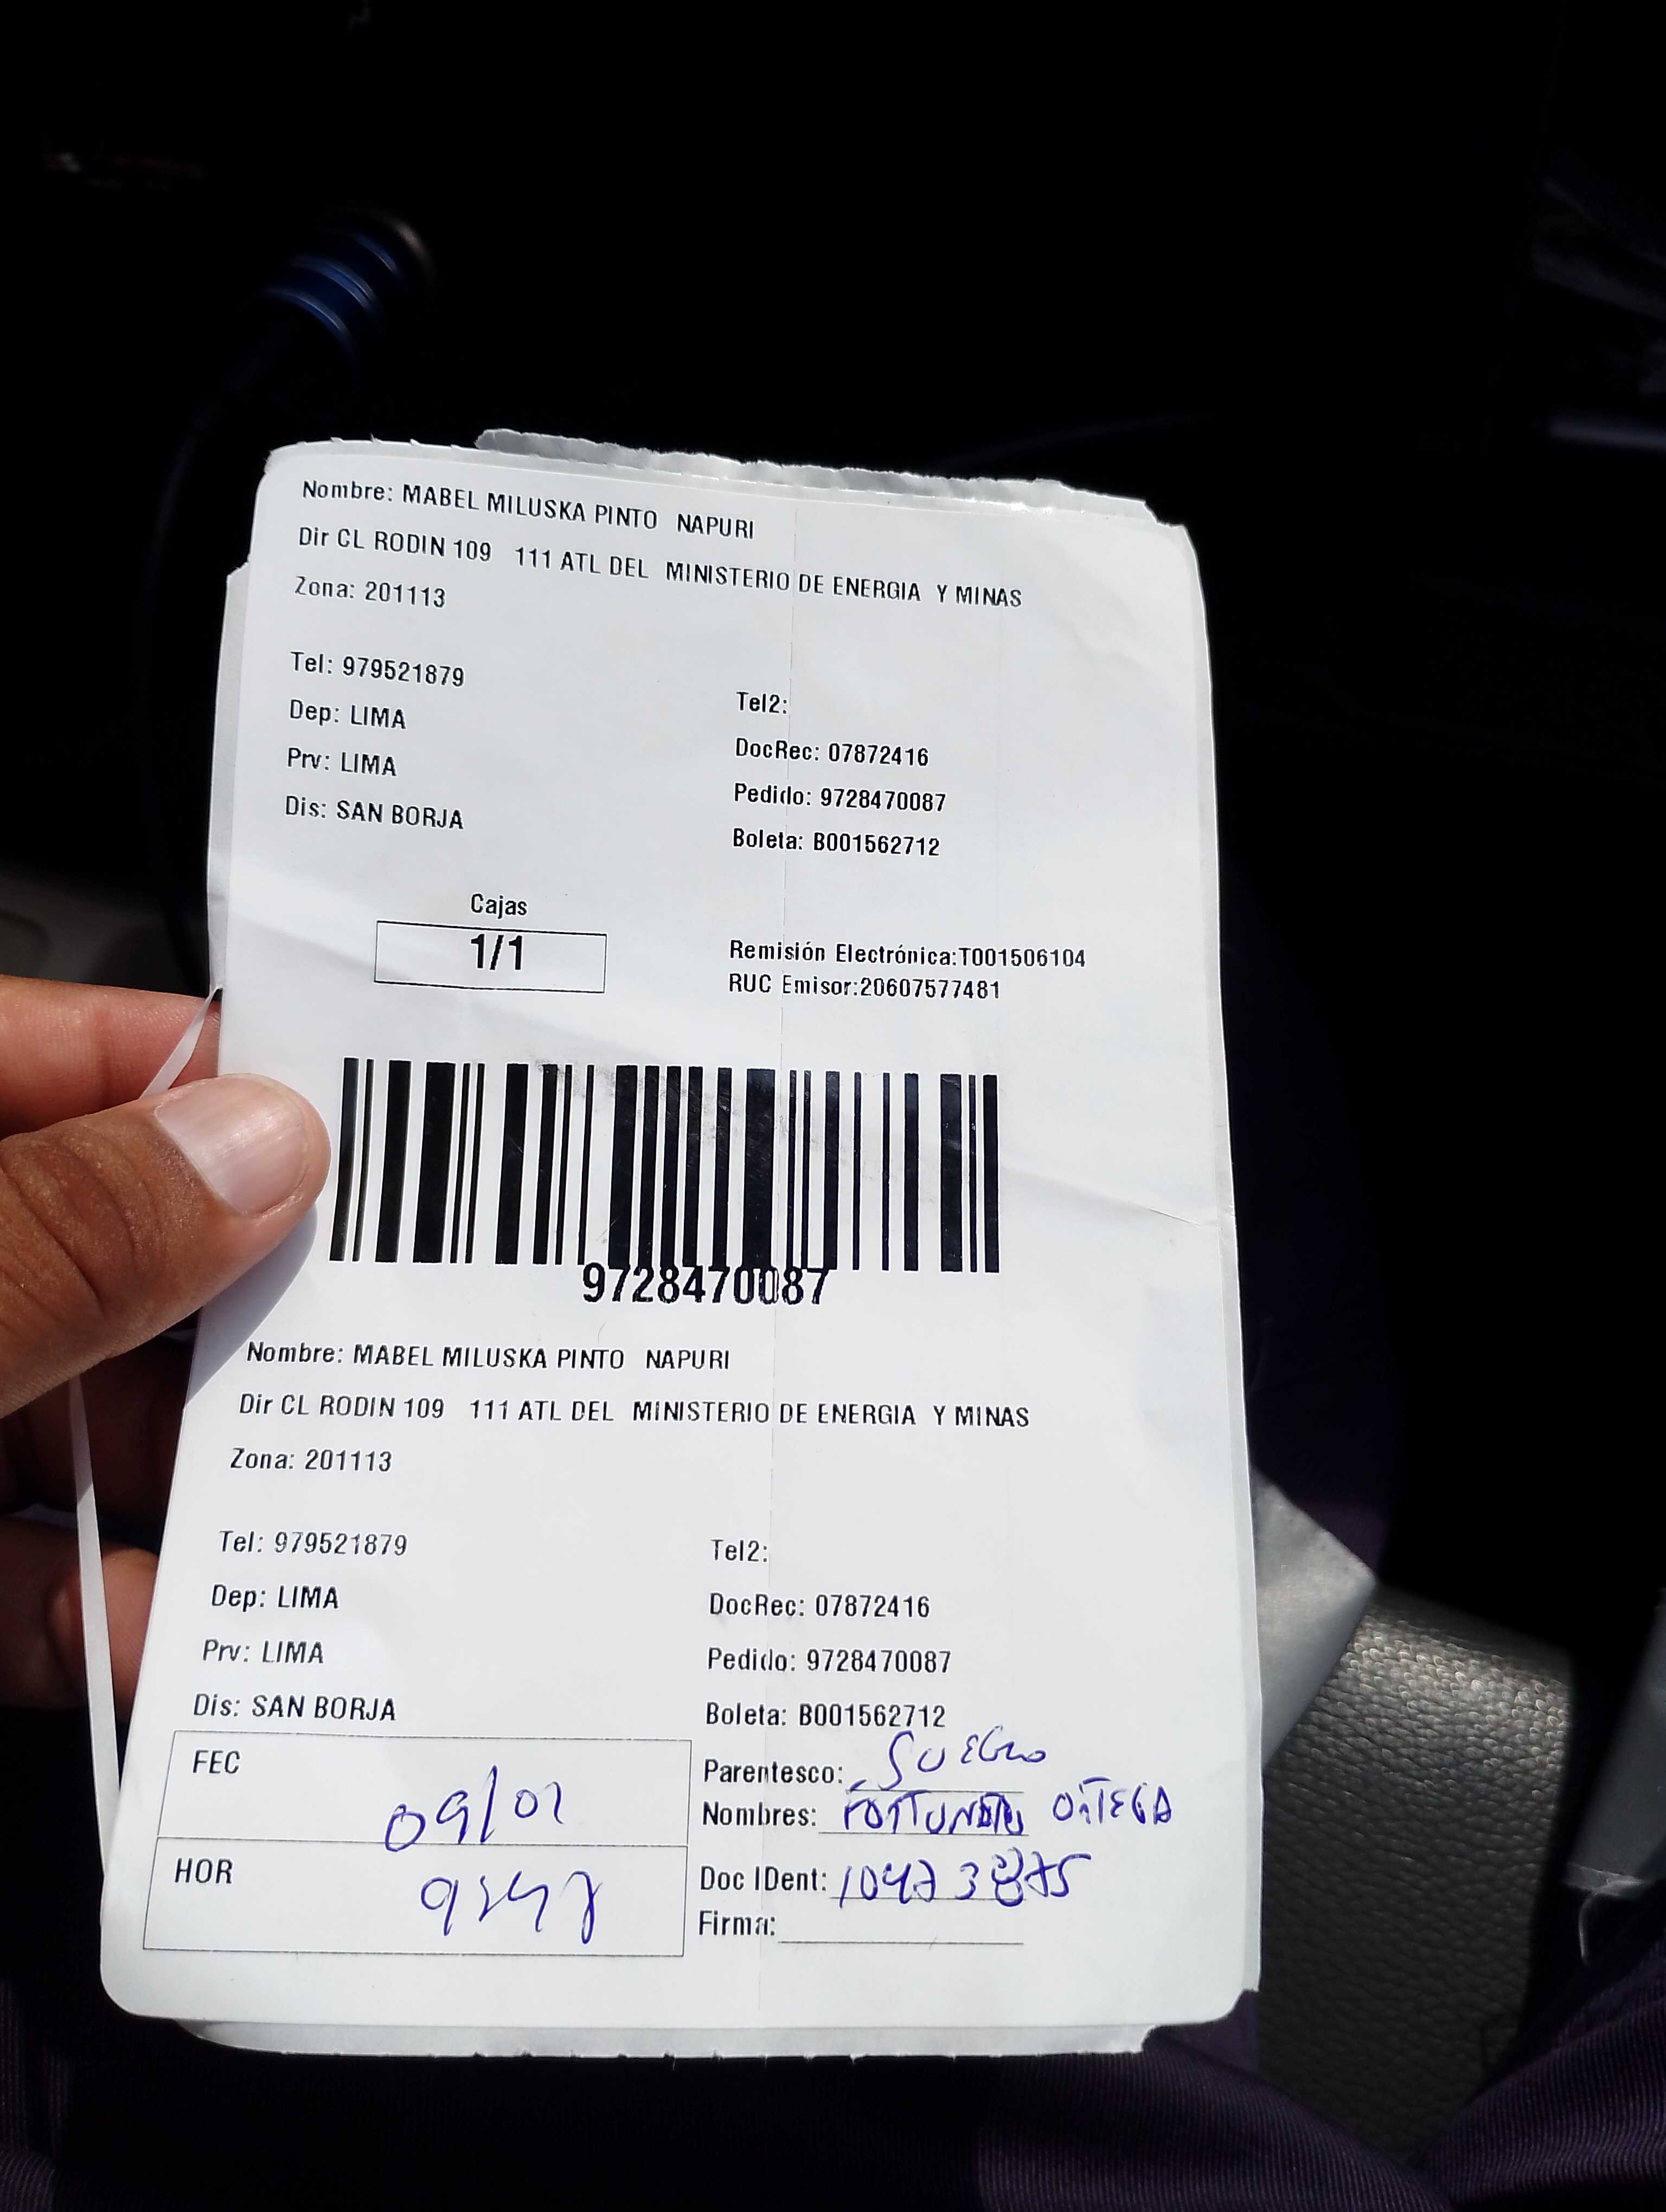 Nombre: MABEL MILUSKA PINTO NAPURI
Dir CL RODIN 109 111 ATL DEL MINISTERIO DE ENERGIA Y MINAS
Zona: 201113
Tel: 979521879
Tel2:
Dep: LIMA
DocRec: 07872416
Prv: LIMA
Pedido: 9728470087
Dis: SAN BORJA
Boleta: B001562712
Cajas
1/1
Remisión Electrónica:T001506104
RUC Emisor:20607577481
9728470087
Nombre: MABEL MILUSKA PINTO NAPURI
Dir CL RODIN 109 111 ATL DEL MINISTERIO DE ENERGIA Y MINAS
Zona: 201113
Tel: 979521879
Tel2:
Dep: LIMA
DocRec: 07872416
Prv: LIMA
Pedido: 9728470087
Dis: SAN BORJA
Boleta: B001562712
FEC
Parentesco: SUEGRO
Nombres: ORTEGA
HOR
Doc IDent:
Firma: